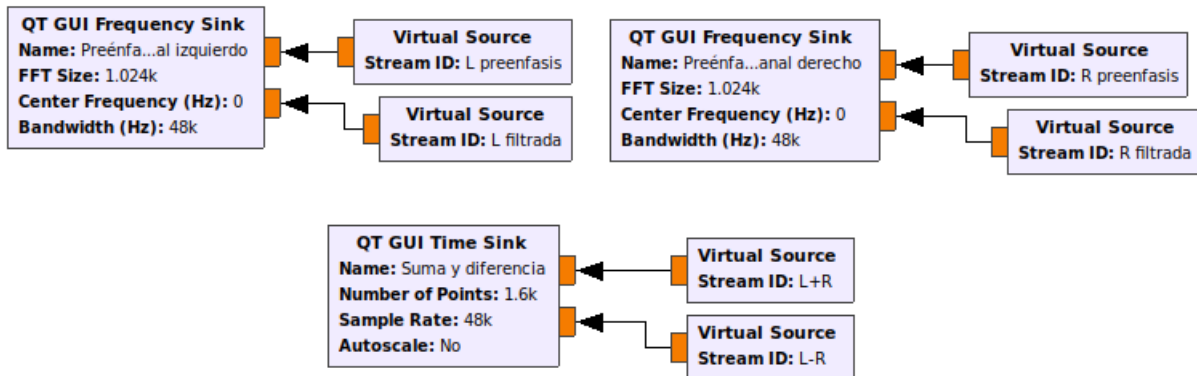 QT GUI Frequency Sink
Name: Preénfa...al izquierdo
FFT Size: 1.024k
Center Frequency (Hz): 0
Bandwidth (Hz): 48k
Virtual Source
Stream ID: L preenfasis
Virtual Source
Stream ID: L filtrada
QT GUI Frequency Sink
Name: Preénfa...anal derecho
FFT Size: 1.024k
Center Frequency (Hz): 0
Bandwidth (Hz): 48k
Virtual Source
Stream ID: R preenfasis
Virtual Source
Stream ID: R filtrada
QT GUI Time Sink
Name: Suma y diferencia
Number of Points: 1.6k
Sample Rate: 48k
Autoscale: No
Virtual Source
Stream ID: L+R
Virtual Source
Stream ID: L-R